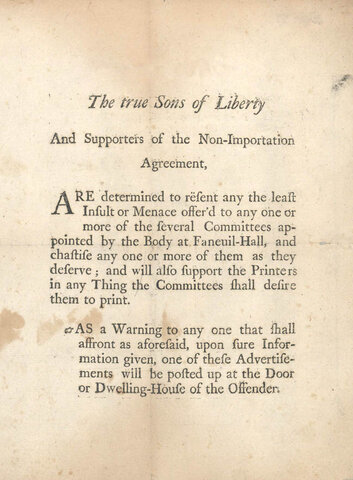 The true Sons of Liberty
And Supporters of the Non-Importation
Agreement,
ARE determined to reſent any the leaſt
Inſult or Menace offer'd to any one or
more of the ſeveral Committees ap-
pointed by the Body at Faneuil-Hall, and
chaſtiſe any one or more of them as they
deſerve; and will alſo ſupport the Printers
in any Thing the Committees ſhall deſire
them to print.
☞AS a Warning to any one that ſhall
affront as aforeſaid, upon ſure Infor-
mation given, one of theſe Advertiſe-
ments will be poſted up at the Door
or Dwelling-Houſe of the Offender.